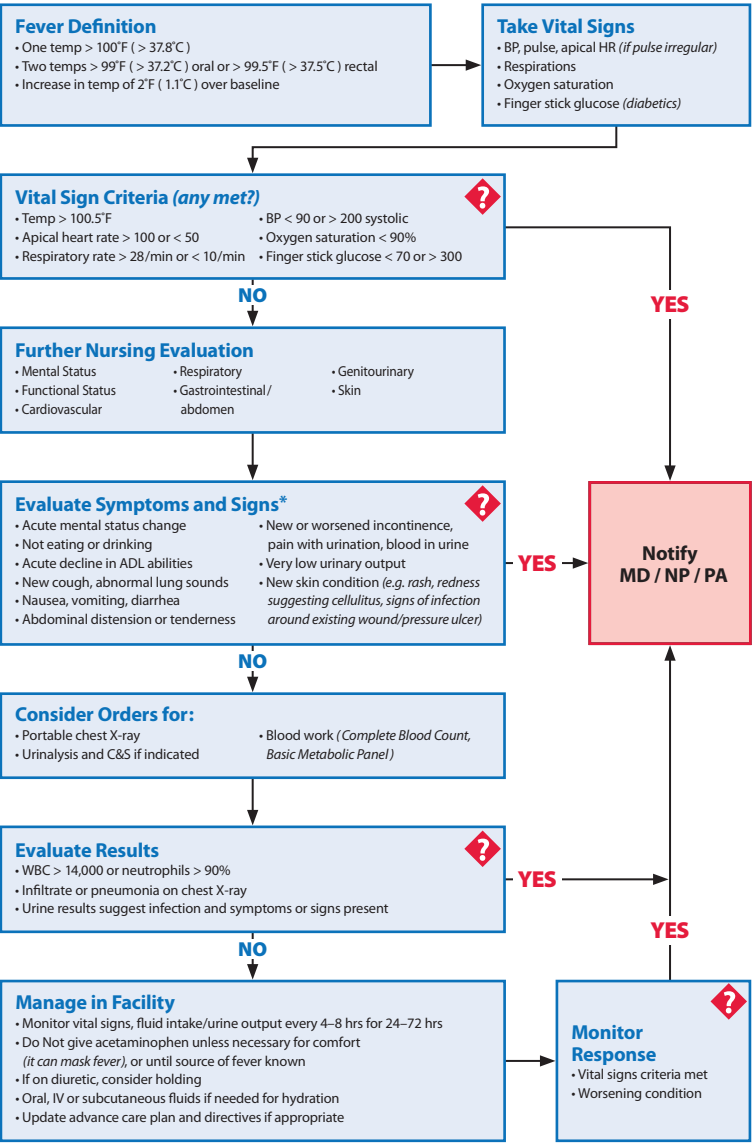 Fever Definition
• One temp > 100˚F ( > 37.8˚C )
• Two temps > 99˚F ( > 37.2˚C ) oral or > 99.5˚F ( > 37.5˚C ) rectal
• Increase in temp of 2˚F ( 1.1˚C ) over baseline
Take Vital Signs
• BP, pulse, apical HR (if pulse irregular)
• Respirations
• Oxygen saturation
• Finger stick glucose (diabetics)
Vital Sign Criteria (any met?)
?
• Temp > 100.5˚F
• Apical heart rate > 100 or < 50
• Respiratory rate > 28/min or < 10/min
• BP < 90 or > 200 systolic
• Oxygen saturation < 90%
• Finger stick glucose < 70 or > 300
YES
NO
Further Nursing Evaluation
• Mental Status
• Functional Status
• Cardiovascular
• Respiratory
• Gastrointestinal/
abdomen
• Genitourinary
• Skin
Evaluate Symptoms and Signs*
?
• Acute mental status change
• Not eating or drinking
• Acute decline in ADL abilities
• New cough, abnormal lung sounds
• Nausea, vomiting, diarrhea
• Abdominal distension or tenderness
• New or worsened incontinence,
pain with urination, blood in urine
• Very low urinary output
• New skin condition (e.g. rash, redness
suggesting cellulitus, signs of infection
around existing wound/pressure ulcer)
YES
Notify
MD / NP / PA
NO
Consider Orders for:
• Portable chest X-ray
• Urinalysis and C&S if indicated
• Blood work (Complete Blood Count,
Basic Metabolic Panel )
Evaluate Results
?
• WBC > 14,000 or neutrophils > 90%
• Infiltrate or pneumonia on chest X-ray
• Urine results suggest infection and symptoms or signs present
YES
NO
YES
Manage in Facility
• Monitor vital signs, fluid intake/urine output every 4–8 hrs for 24–72 hrs
• Do Not give acetaminophen unless necessary for comfort
(it can mask fever), or until source of fever known
• If on diuretic, consider holding
• Oral, IV or subcutaneous fluids if needed for hydration
• Update advance care plan and directives if appropriate
?
Monitor
Response
• Vital signs criteria met
• Worsening condition